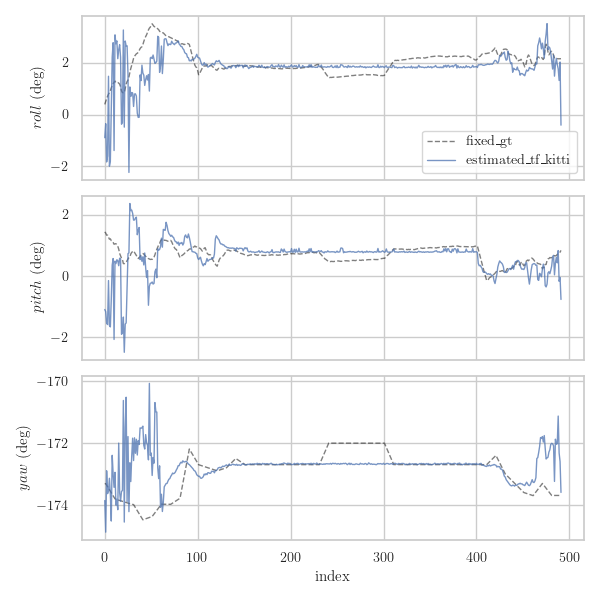 2
0
−2
roll (deg)
fixed_gt
estimated_tf_kitti
2
0
−2
pitch (deg)
−170
−172
−174
yaw (deg)
0 100 200 300 400 500
index